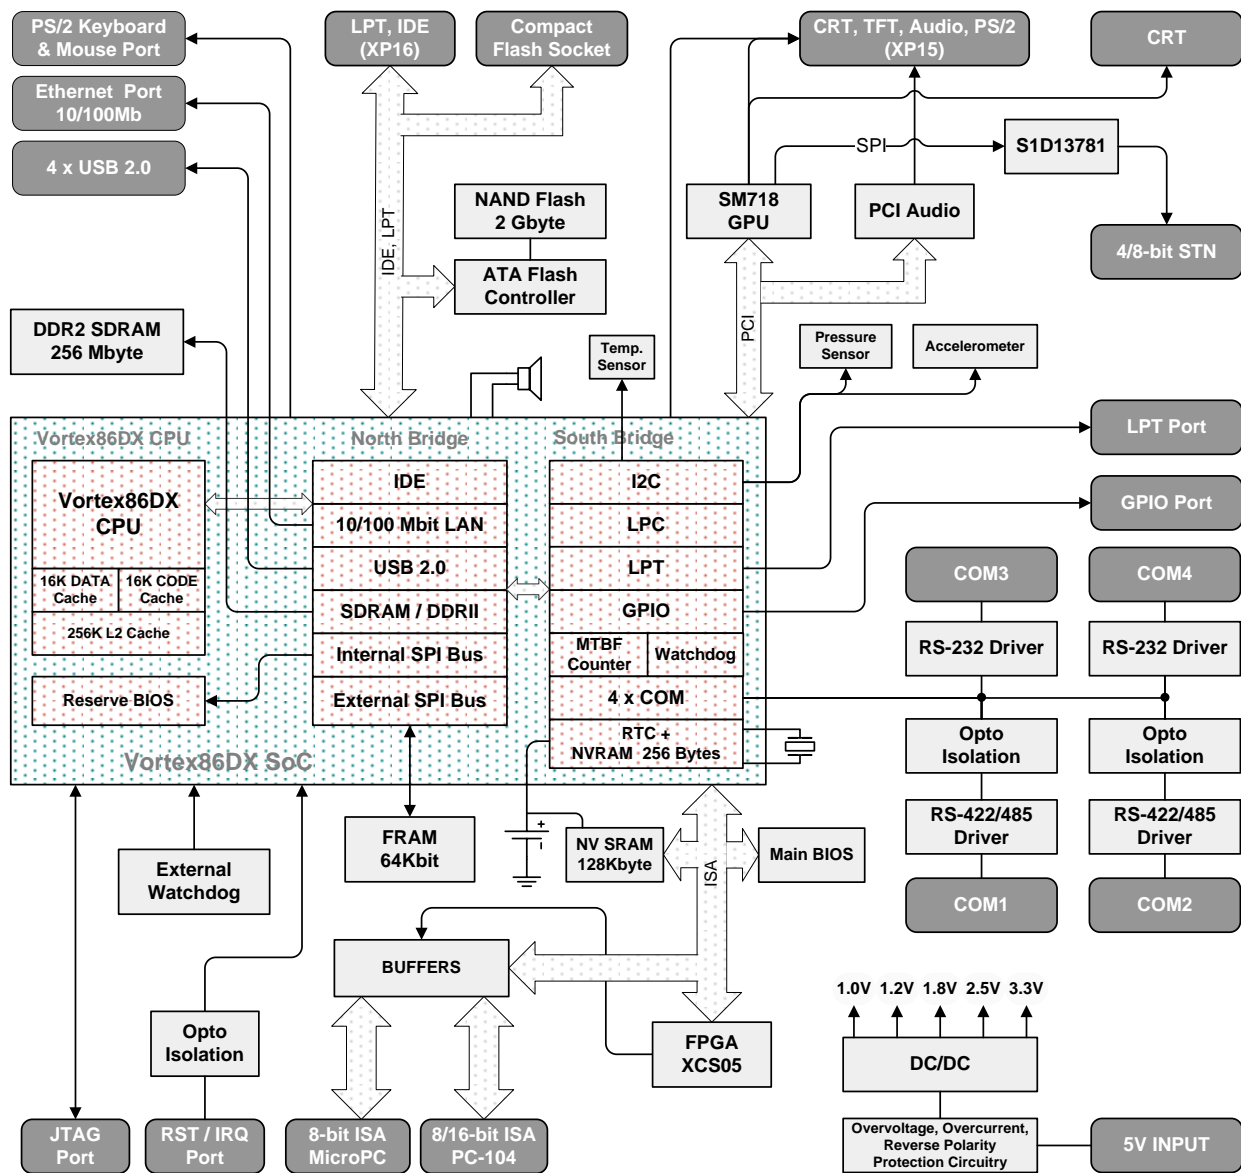 PS/2 Keyboard
& Mouse Port
LPT, IDE
(XP16)
Compact
Flash Socket
CRT, TFT, Audio, PS/2
(XP15)
CRT
Ethernet Port
10/100Mb
4 x USB 2.0
SPI
S1D13781
NAND Flash
2 Gbyte
SM718
GPU
PCI Audio
IDE, LPT
4/8-bit STN
ATA Flash
Controller
DDR2 SDRAM
256 Mbyte
PCI
Temp.
Sensor
Pressure
Sensor
Accelerometer
Vortex86DX CPU
North Bridge
South Bridge
LPT Port
Vortex86DX
CPU
IDE
I2C
GPIO Port
10/100 Mbit LAN
LPC
USB 2.0
LPT
16K DATA
Cache
16K CODE
Cache
COM3
COM4
SDRAM / DDRII
GPIO
256K L2 Cache
Internal SPI Bus
MTBF
Counter
Watchdog
RS-232 Driver
RS-232 Driver
Reserve BIOS
External SPI Bus
4 x COM
RTC +
NVRAM 256 Bytes
Opto
Isolation
Opto
Isolation
Vortex86DX SoC
RS-422/485
Driver
RS-422/485
Driver
FRAM
64Kbit
+
-
NV SRAM
128Kbyte
ISA
Main BIOS
External
Watchdog
COM1
COM2
BUFFERS
1.0V
1.2V
1.8V
2.5V
3.3V
Opto
Isolation
FPGA
XCS05
DC/DC
JTAG
Port
RST / IRQ
Port
8-bit ISA
MicroPC
8/16-bit ISA
PC-104
Overvoltage, Overcurrent,
Reverse Polarity
Protection Circuitry
5V INPUT